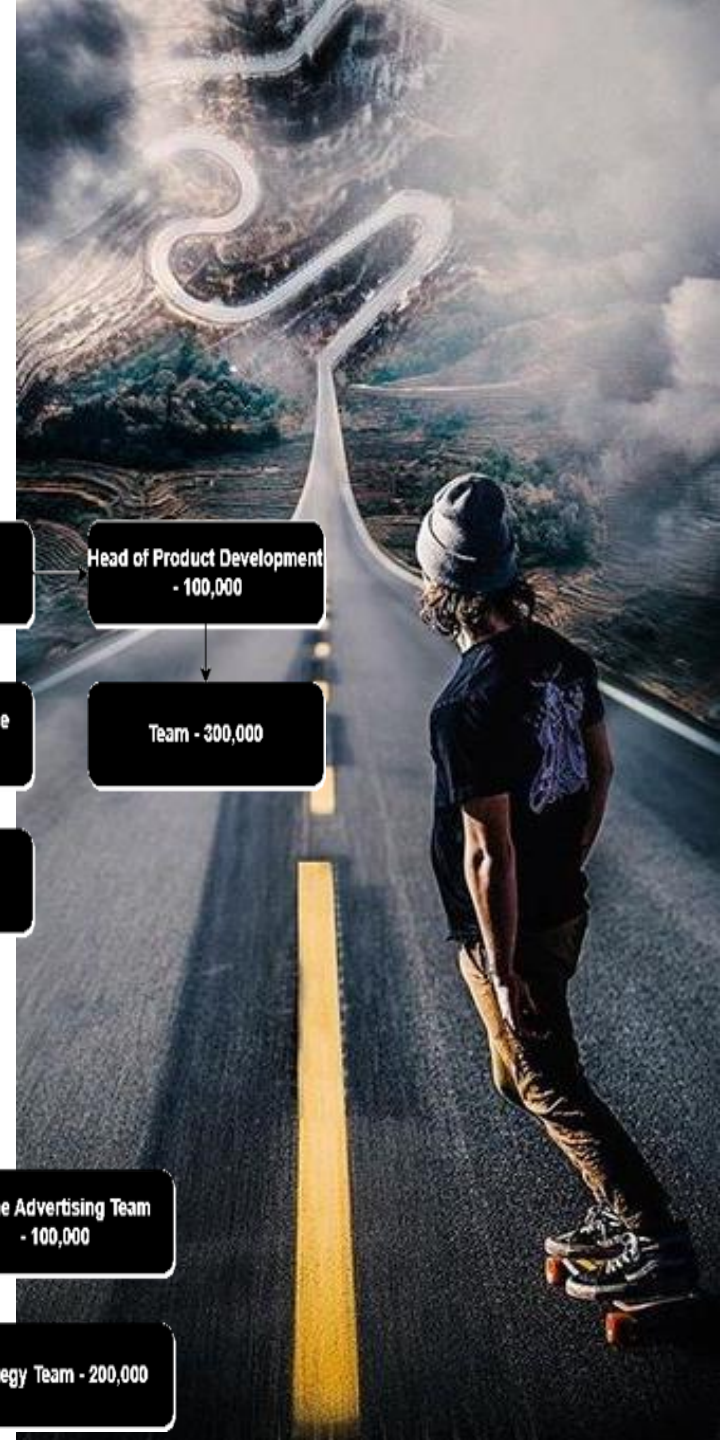 Head of Product Development
- 100,000
e
Team - 300,000
e Advertising Team
- 100,000
egy Team - 200,000